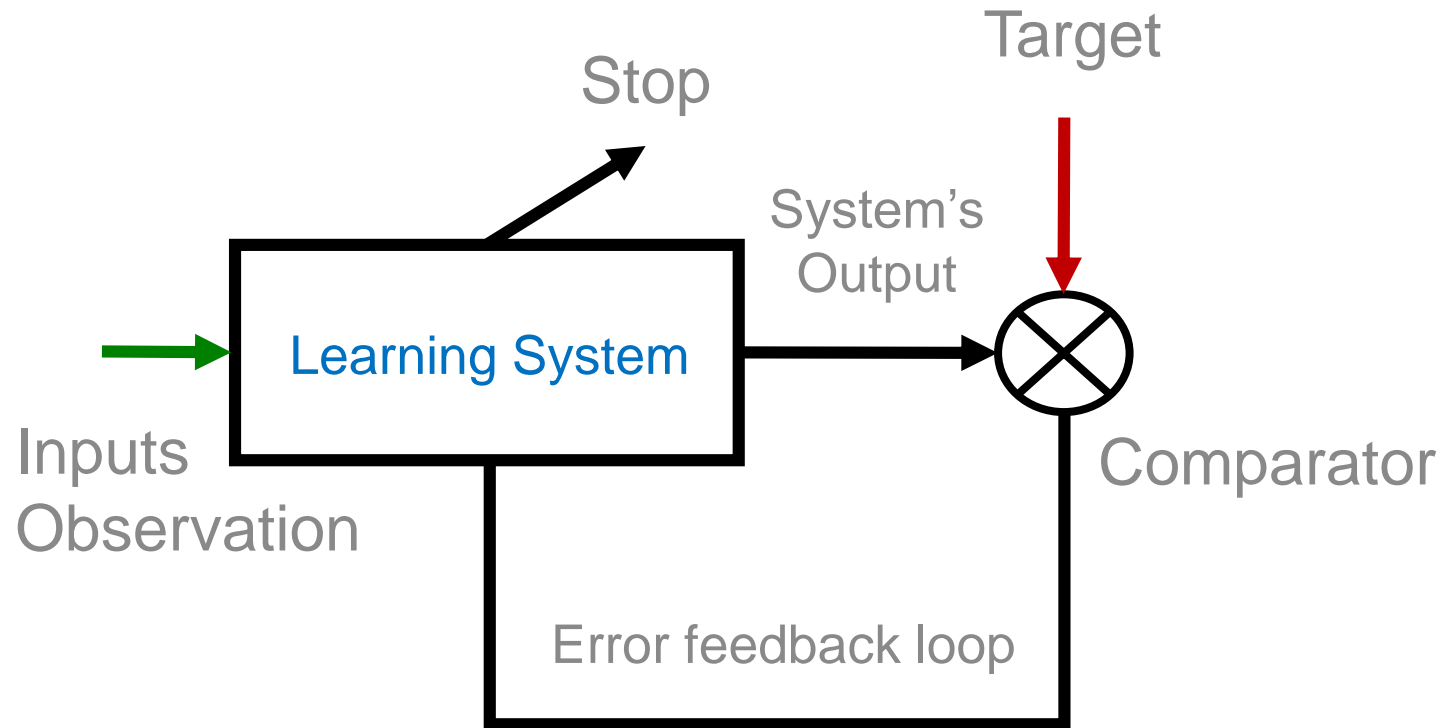 Target
Stop
System’s
Output
Learning System
Inputs
Observation
Comparator
Error feedback loop